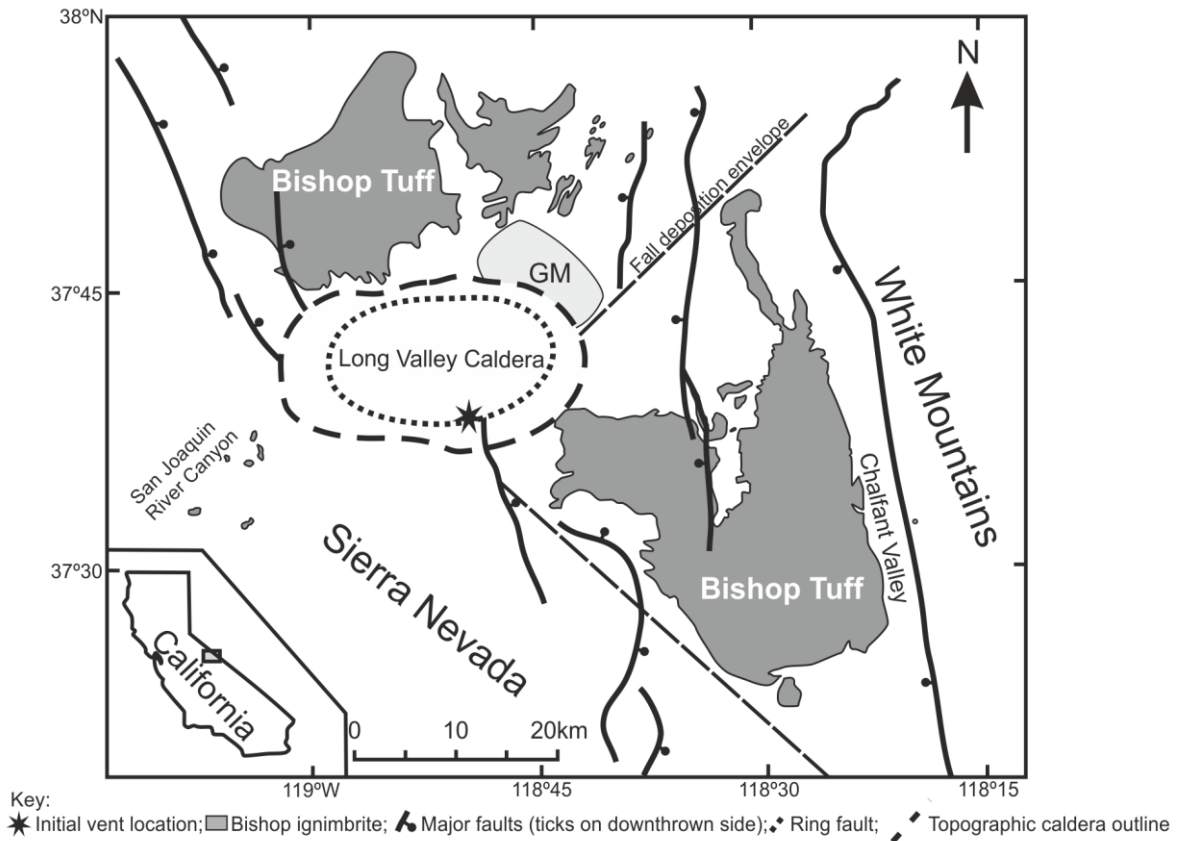 38ºN
N
Bishop Tuff
Fall deposition envelope
GM
37º45
White Mountains
Long Valley Caldera
San Joaquin
River Canyon
Chalfant Valley
37º30
Sierra Nevada
Bishop Tuff
California
0 10 20km
119ºW 118º45 118º30 118º15
Key:
Initial vent location; Bishop ignimbrite; Major faults (ticks on downthrown side); Ring fault; Topographic caldera outline